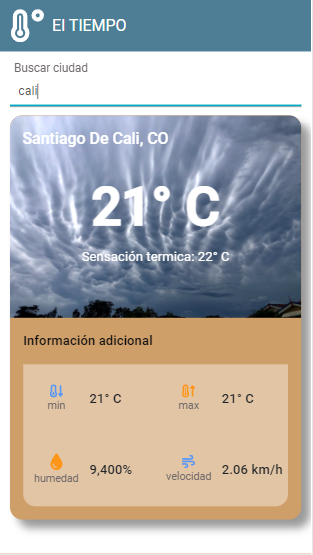 El TIEMPO
Buscar ciudad
cali
Santiago De Cali, CO
21° C
Sensación termica: 22° C
Información adicional
min
21° C
max
21° C
humedad
9,400%
velocidad
2.06 km/h